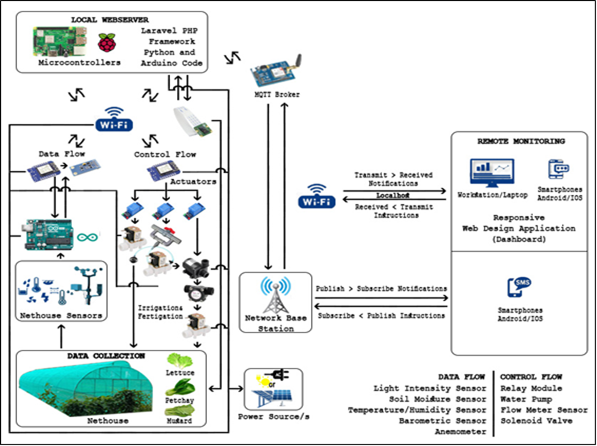 LOCAL WEBSERVER
Laravel PHP
Framework
Python and
Arduino Code
Microcontrollers
MQTT Broker
Wi-Fi
Data Flow
Control Flow
Actuators
Nethouse Sensors
Irrigation&
Fertigation
DATA COLLECTION
Lettuce
Petchay
Mustard
Nethouse
or
Power Source/s
Wi-Fi
Transmit > Received
Notifications
Localhost
Received < Transmit
Instructions
Network Base
Station
Publish > Subscribe Notifications
Subscribe < Publish Instructions
REMOTE MONITORING
Workstation/Laptop
Smartphones
Android/IOS
Responsive
Web Design Application
(Dashboard)
SMS
Smartphones
Android/IOS
DATA FLOW
Light Intensity Sensor
Soil Moisture Sensor
Temperature/Humidity Sensor
Barometric Sensor
Anemometer
CONTROL FLOW
Relay Module
Water Pump
Flow Meter Sensor
Solenoid Valve